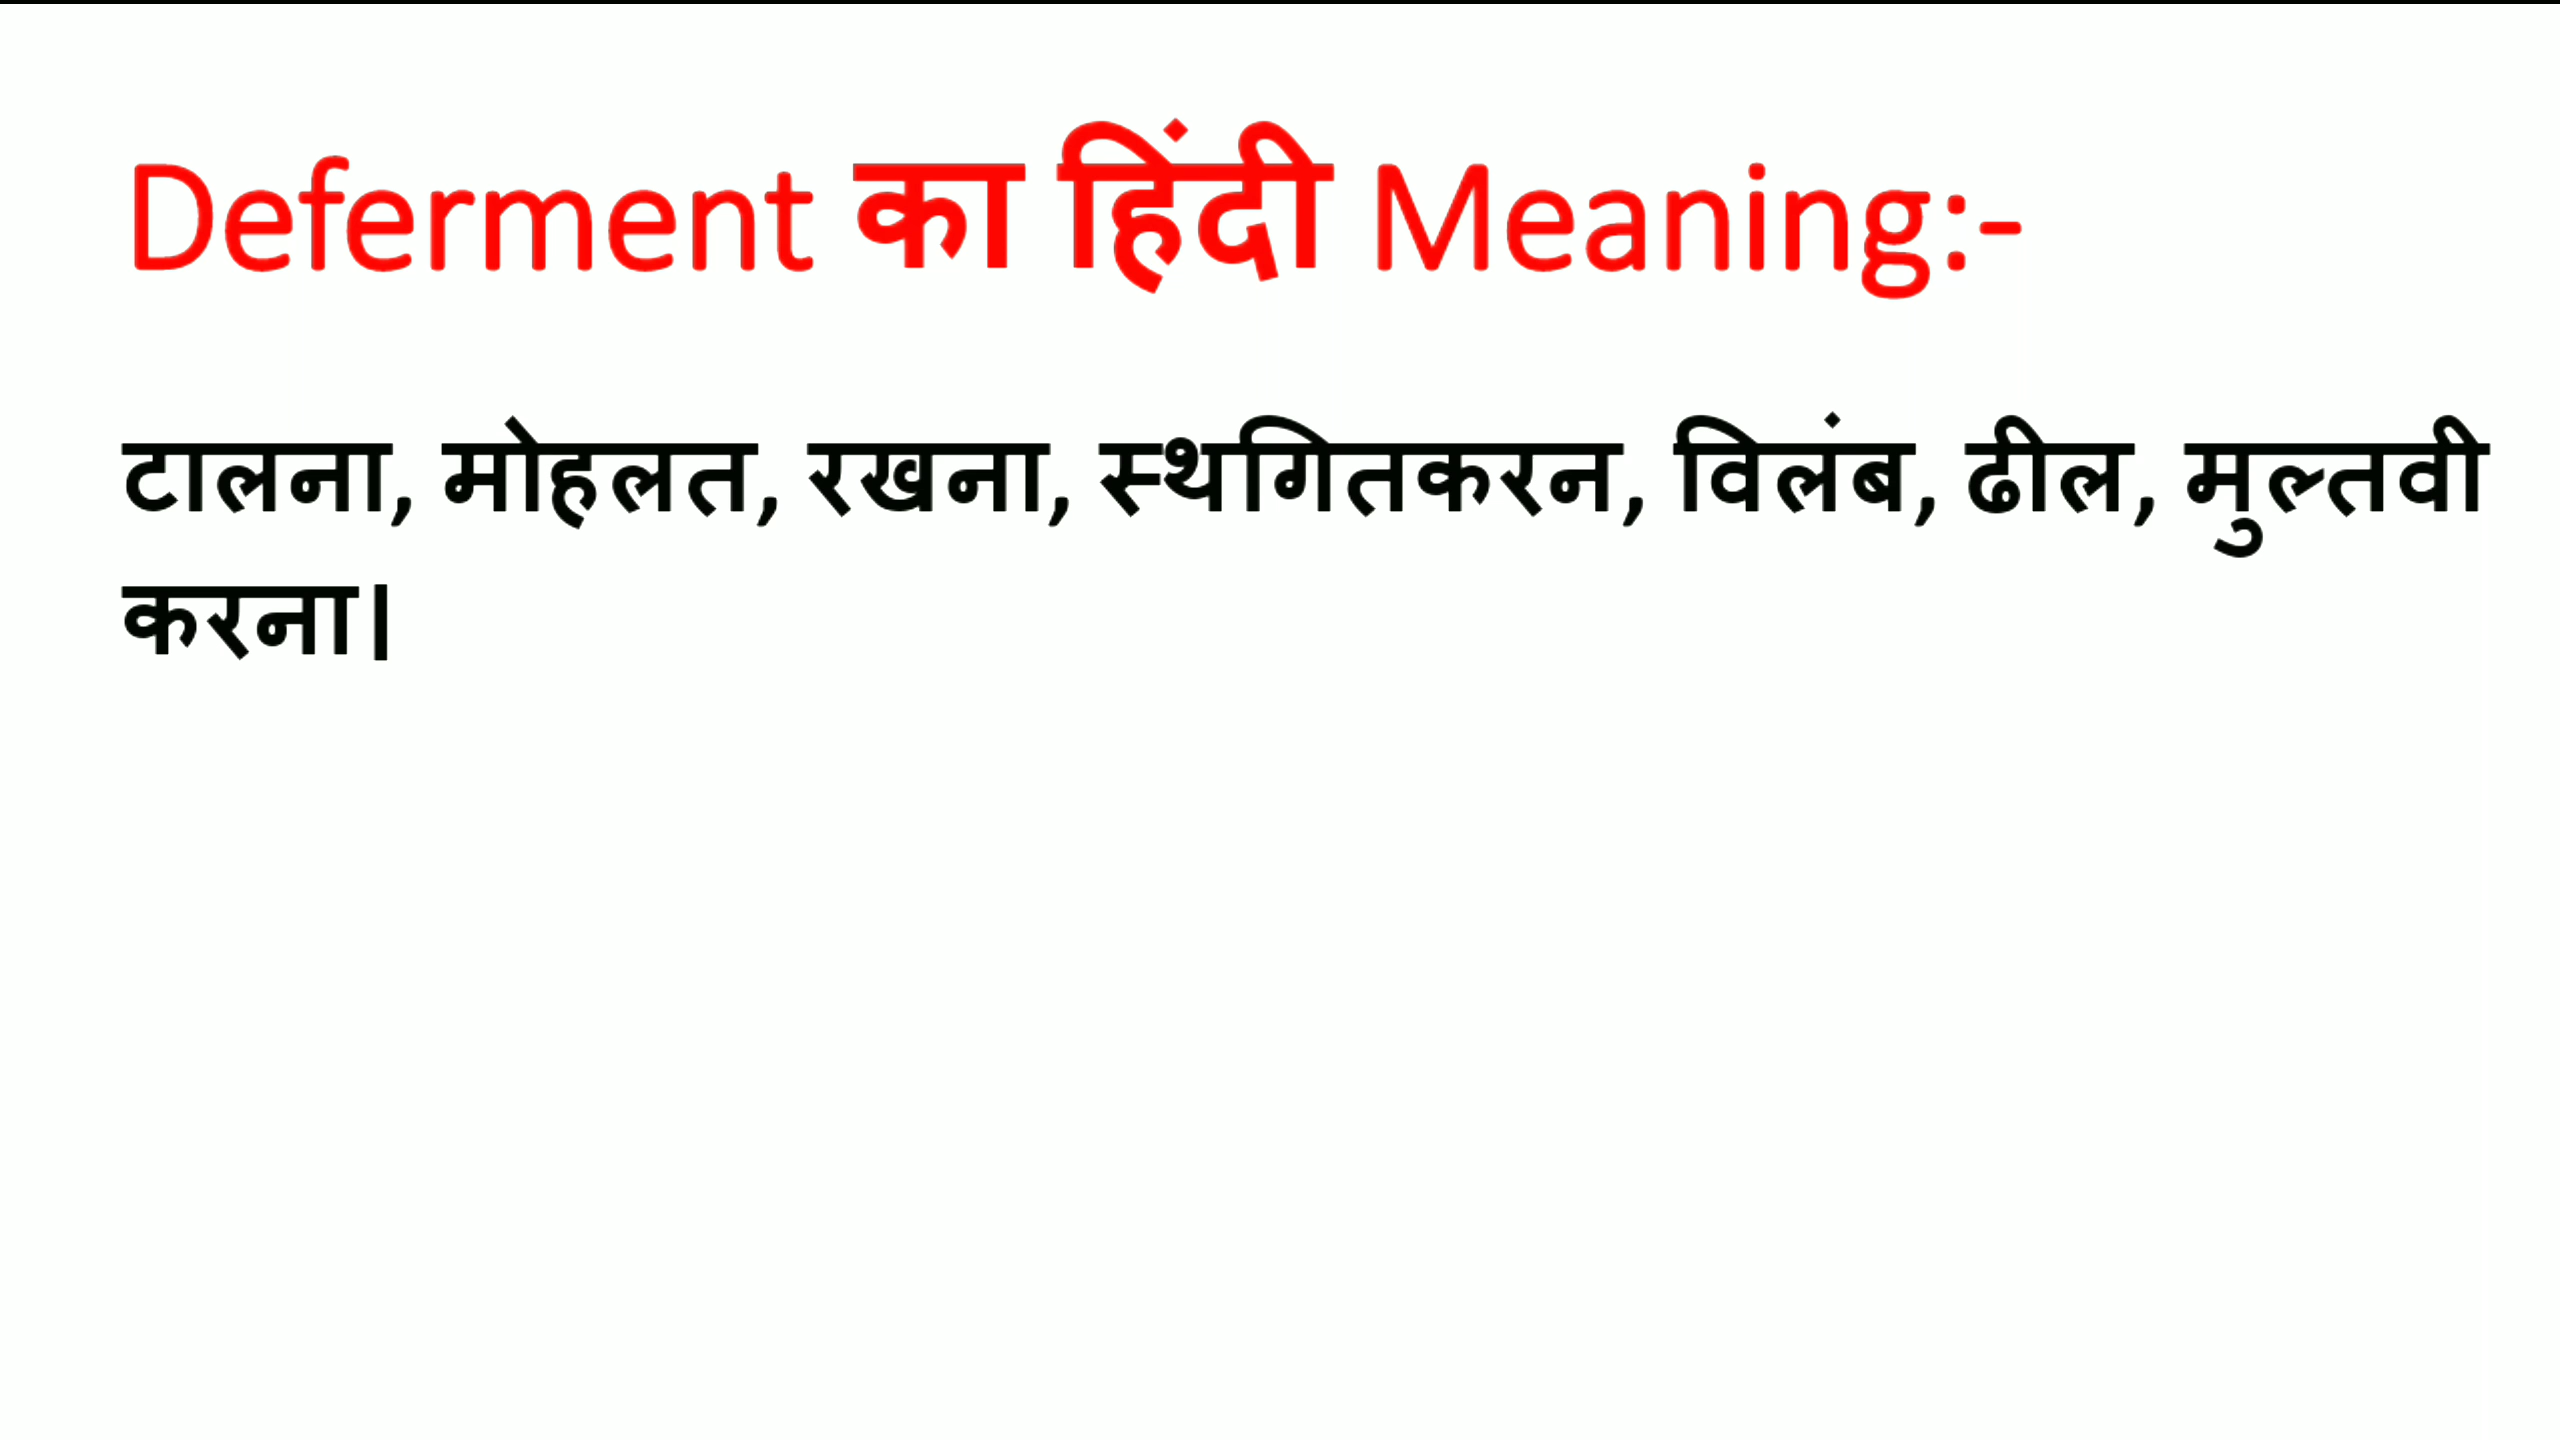 Deferment का हिंदी Meaning:-
टालना, मोहलत, रखना, स्थगितकरन, विलंब, ढील, मुल्तवी
करना।